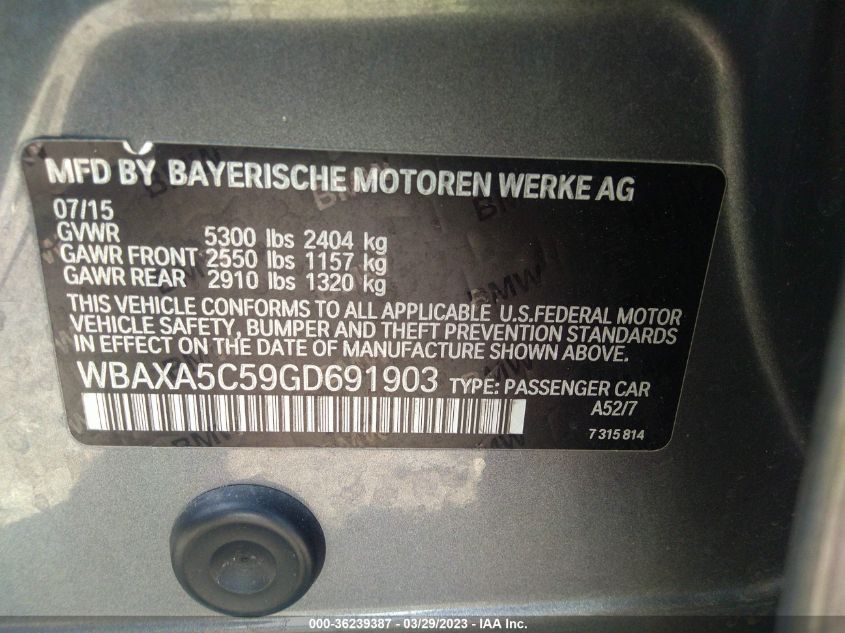 MFD BY BAYERISCHE MOTOREN WERKE AG
07/15
GVWR 5300 lbs 2404 kg
GAWR FRONT 2550 lbs 1157 kg
GAWR REAR 2910 lbs 1320 kg
THIS VEHICLE CONFORMS TO ALL APPLICABLE U.S.FEDERAL MOTOR
VEHICLE SAFETY, BUMPER AND THEFT PREVENTION STANDARDS
IN EFFECT ON THE DATE OF MANUFACTURE SHOWN ABOVE.
WBAXA5C59GD691903 TYPE: PASSENGER CAR
A52/7
7 315 814
000-36239387 - 03/29/2023 - IAA Inc.